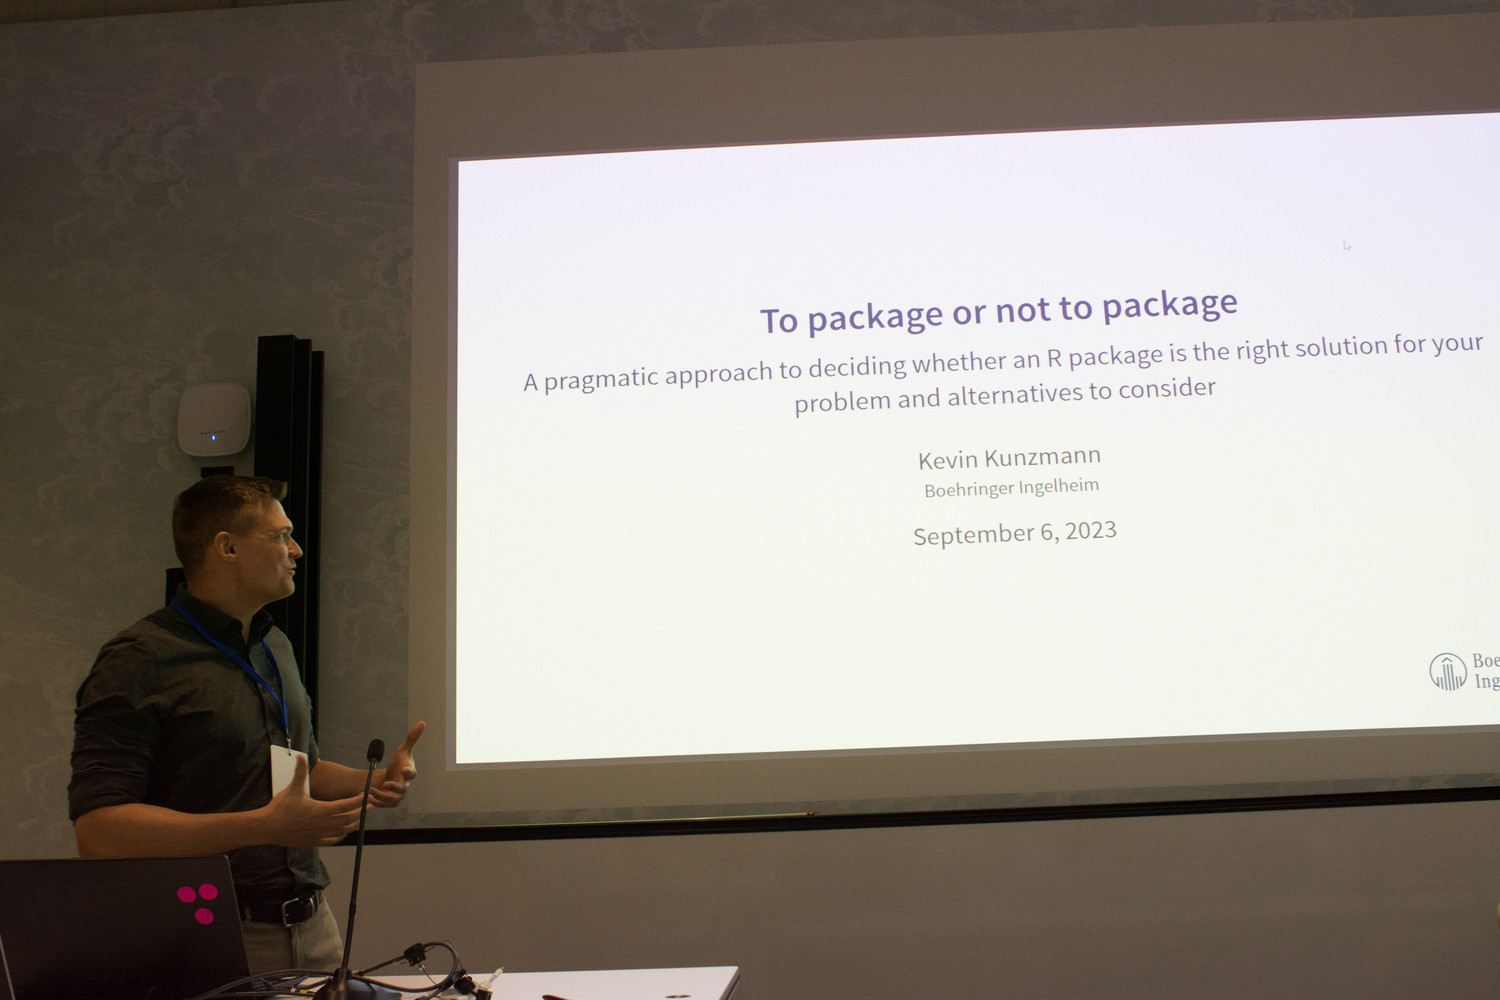 To package or not to package
A pragmatic approach to deciding whether an R package is the right solution for your
problem and alternatives to consider
Kevin Kunzmann
Boehringer Ingelheim
September 6, 2023
Boe
Ing